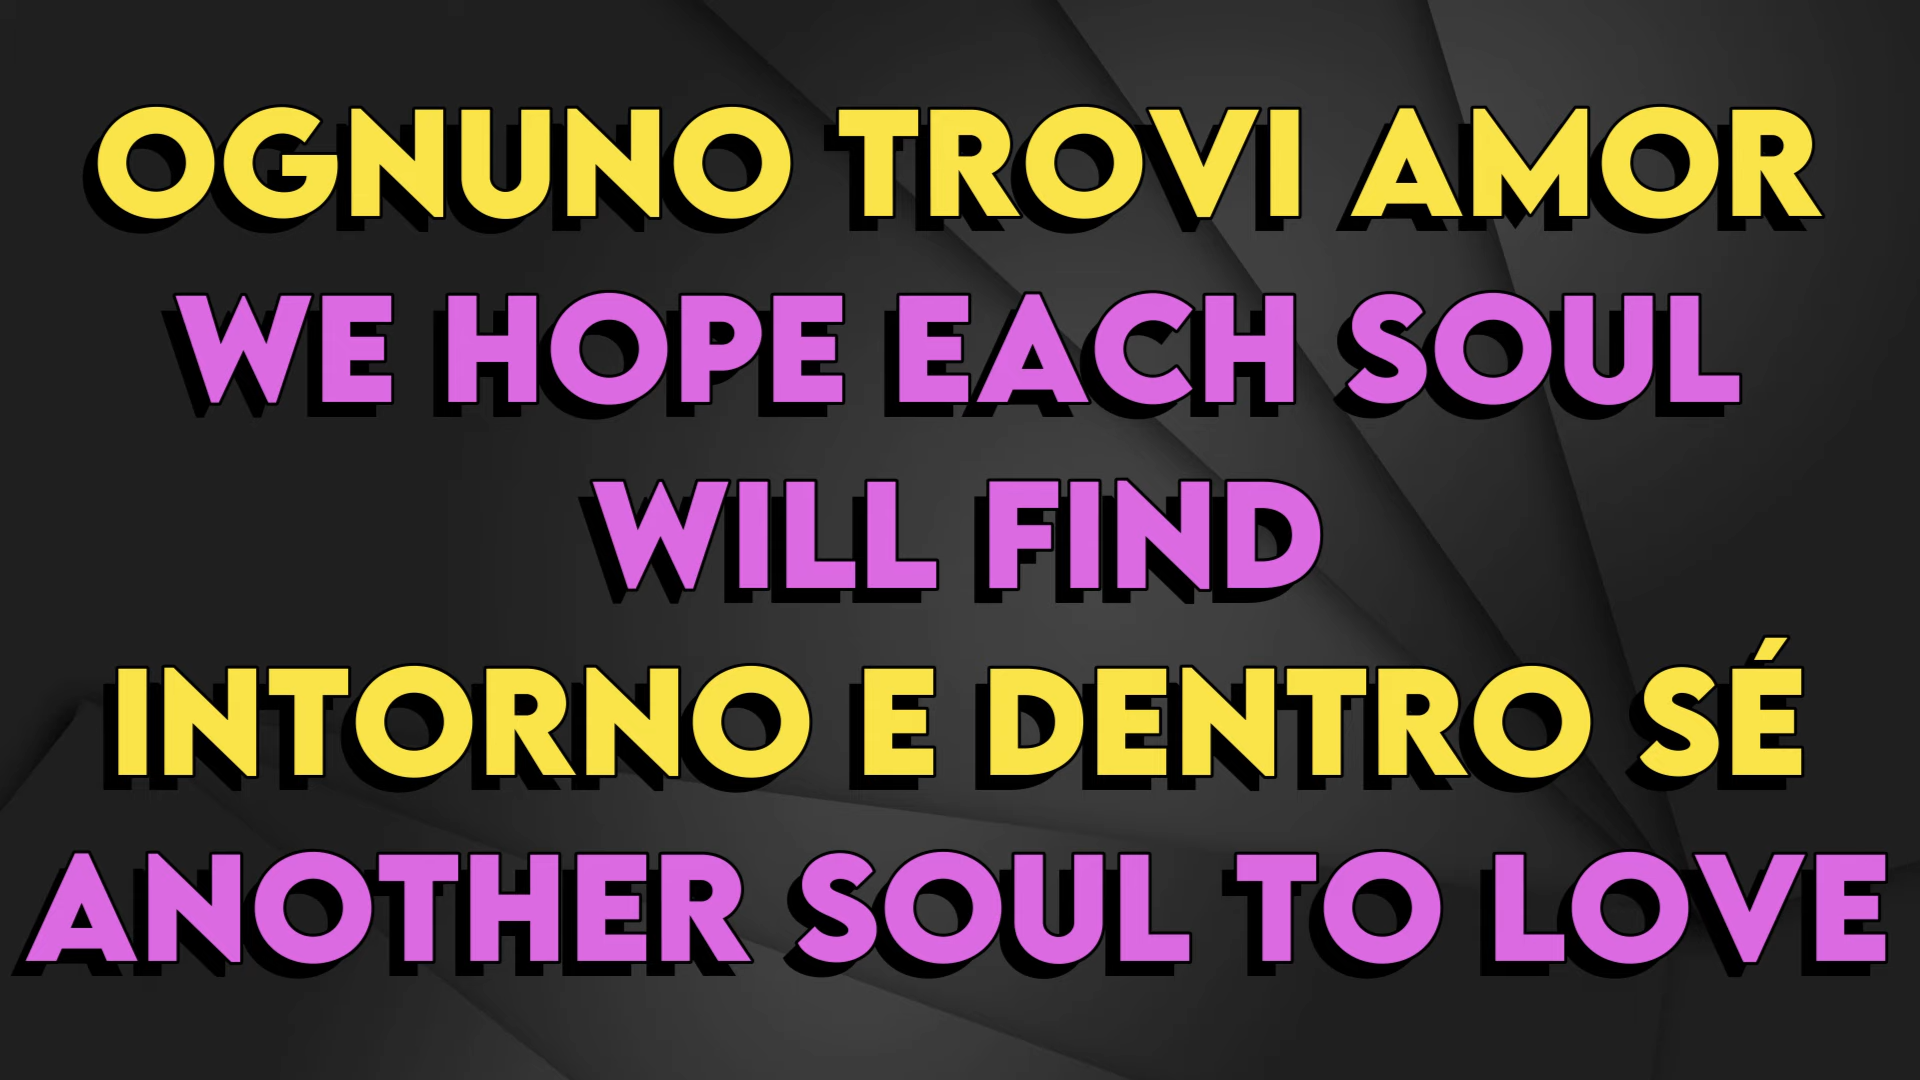 OGNUNO TROVI AMOR
WE HOPE EACH SOUL
WILL FIND
INTORNO E DENTRO SÉ
ANOTHER SOUL TO LOVE